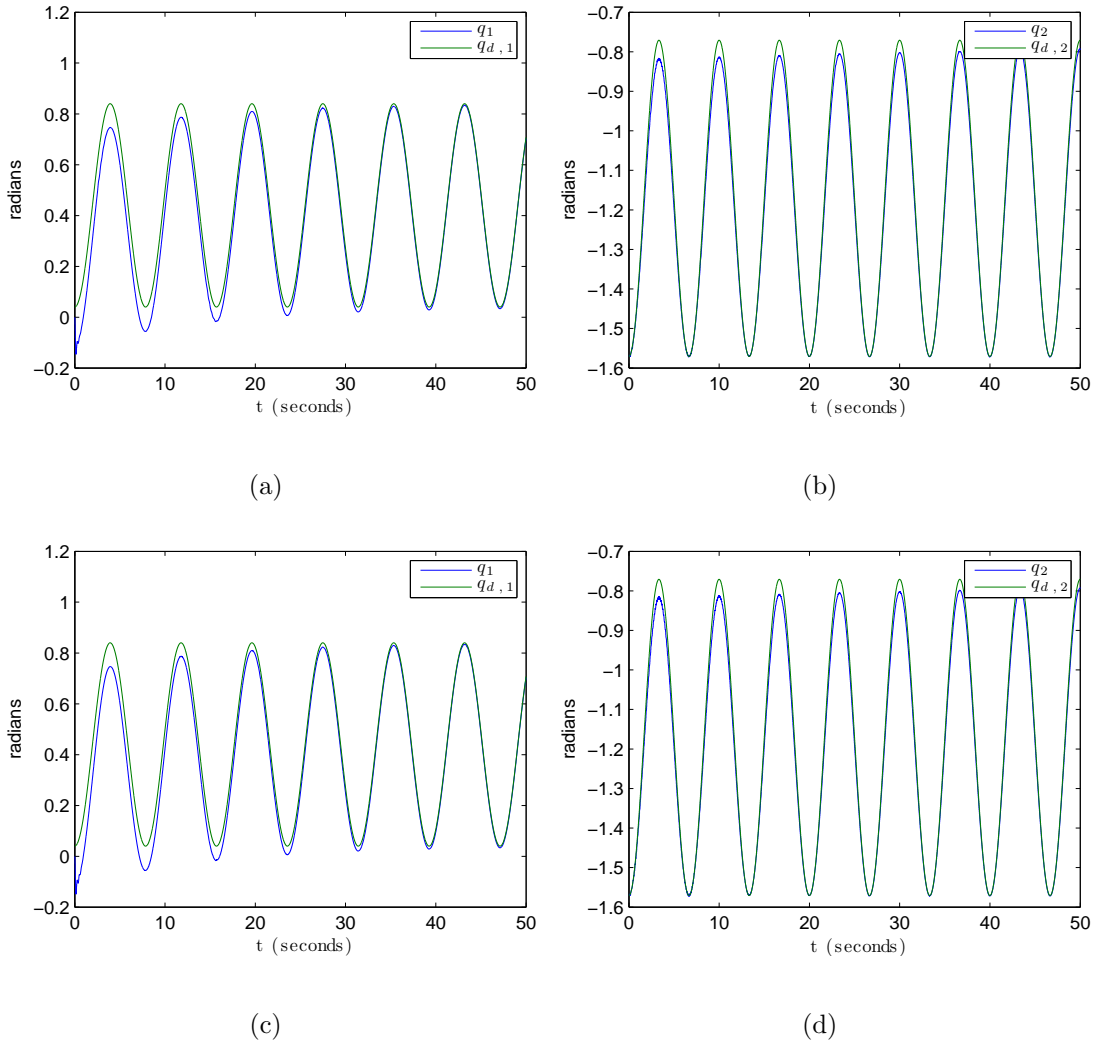 1.2
1
0.8
0.6
0.4
0.2
0
−0.2
radians
q1
qd , 1
0 10 20 30 40 50
t (seconds)
(a)
−0.7
−0.8
−0.9
−1
−1.1
−1.2
−1.3
−1.4
−1.5
−1.6
radians
q2
qd , 2
0 10 20 30 40 50
t (seconds)
(b)
1.2
1
0.8
0.6
0.4
0.2
0
−0.2
radians
q1
qd , 1
0 10 20 30 40 50
t (seconds)
(c)
−0.7
−0.8
−0.9
−1
−1.1
−1.2
−1.3
−1.4
−1.5
−1.6
radians
q2
qd , 2
0 10 20 30 40 50
t (seconds)
(d)